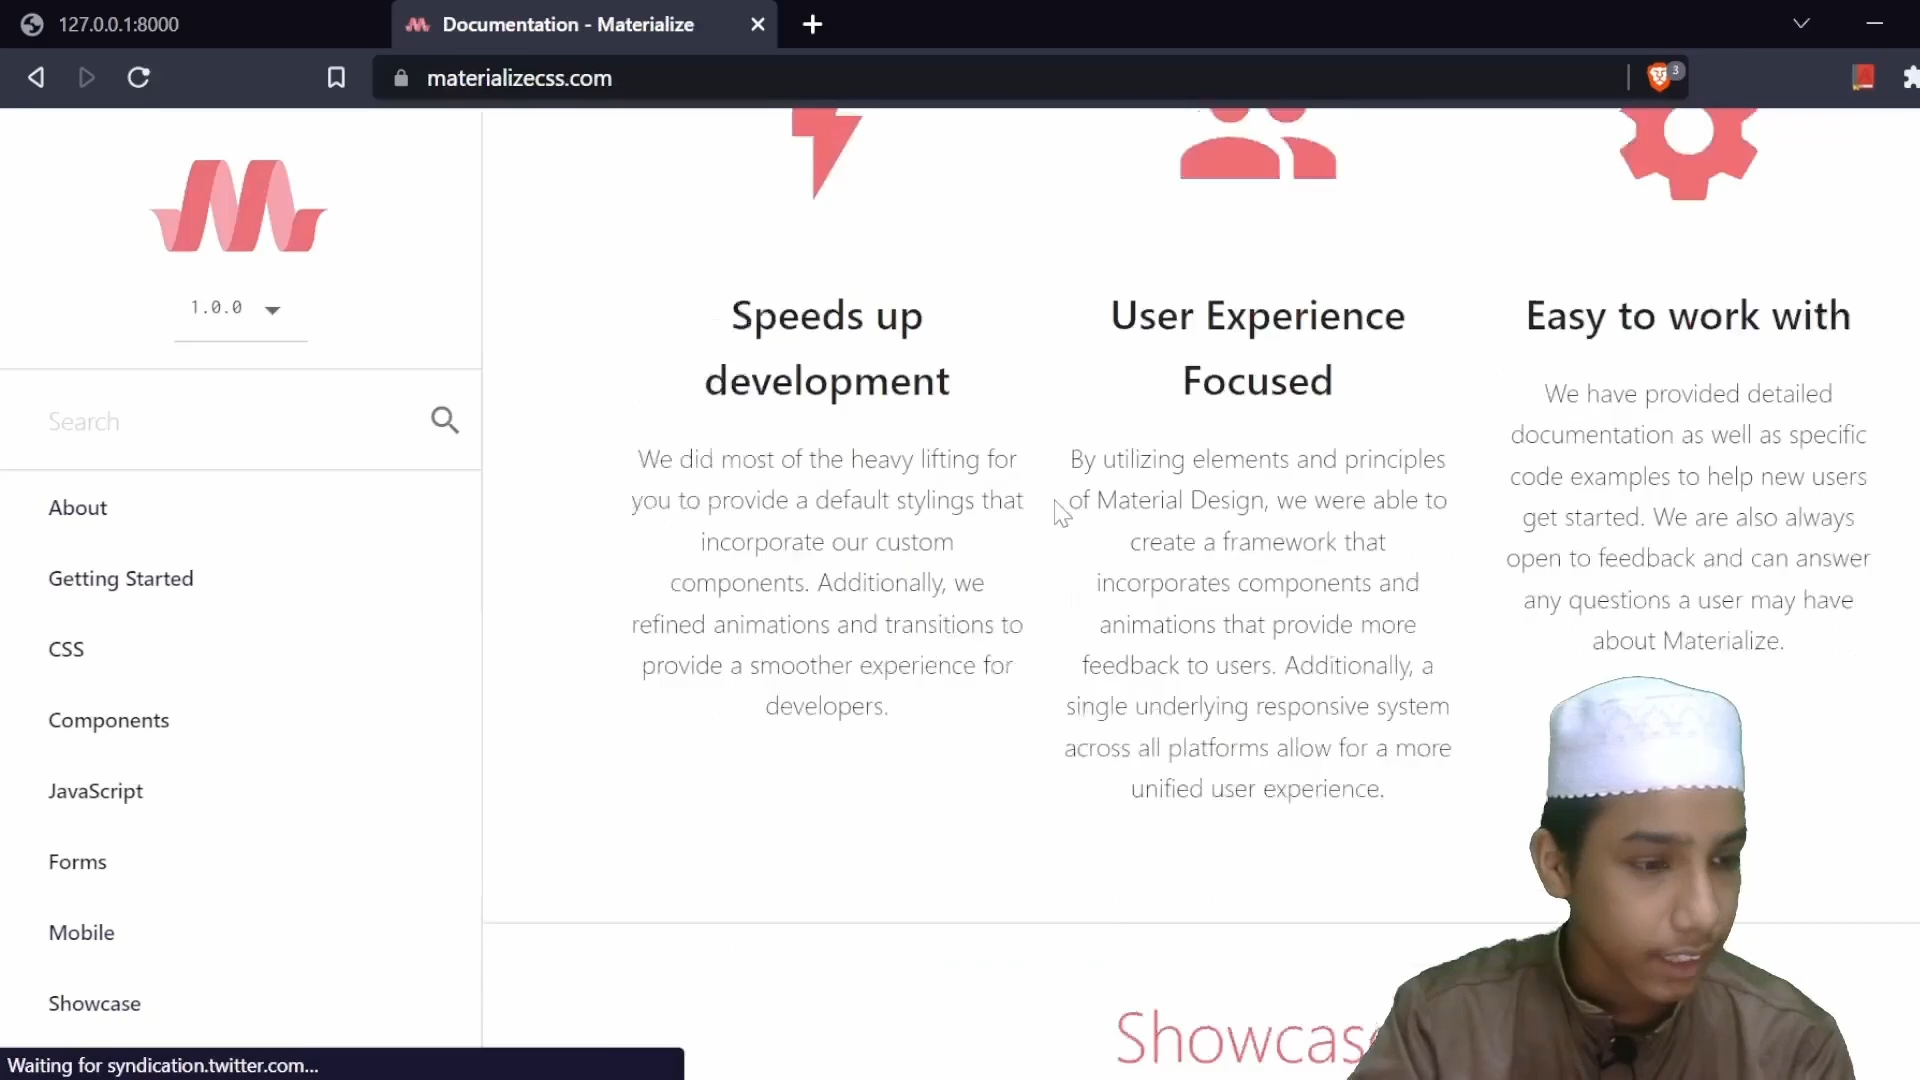 127.0.0.1:8000
Documentation - Materialize
materializecss.com
3
1.0.0
Search
About
Getting Started
CSS
Components
JavaScript
Forms
Mobile
Showcase
Speeds up
development
We did most of the heavy lifting for
you to provide a default stylings that
incorporate our custom
components. Additionally, we
refined animations and transitions to
provide a smoother experience for
developers.
User Experience
Focused
By utilizing elements and principles
of Material Design, we were able to
create a framework that
incorporates components and
animations that provide more
feedback to users. Additionally, a
single underlying responsive system
across all platforms allow for a more
unified user experience.
Easy to work with
We have provided detailed
documentation as well as specific
code examples to help new users
get started. We are also always
open to feedback and can answer
any questions a user may have
about Materialize.
Showcase
Waiting for syndication.twitter.com...